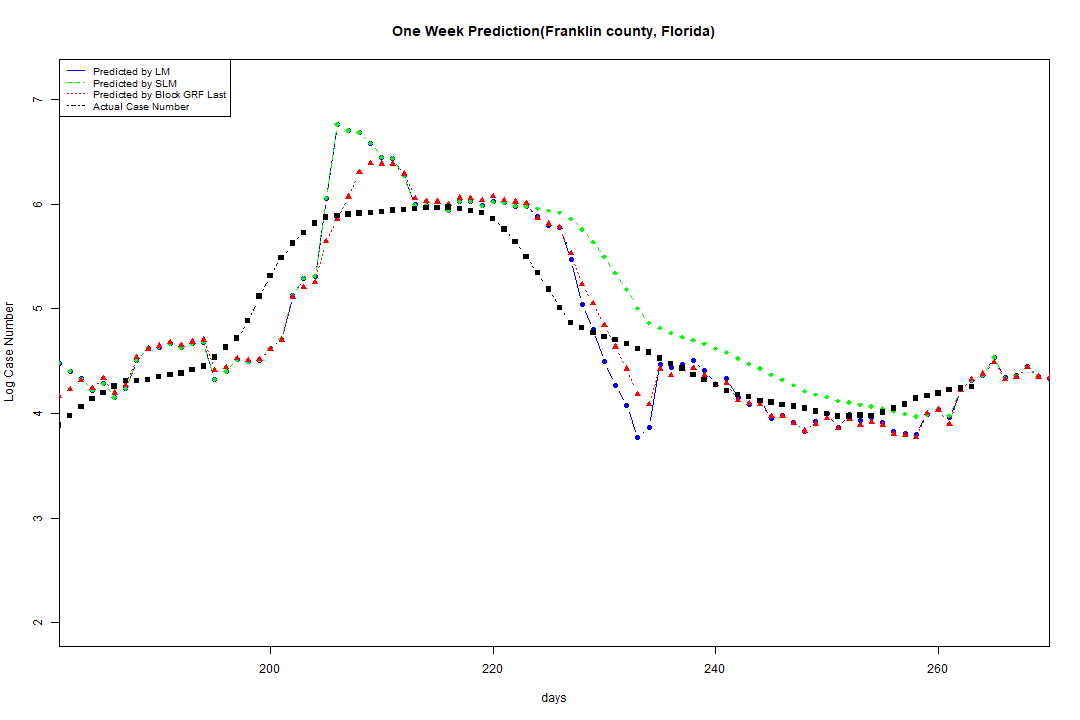 One Week Prediction(Franklin county, Florida)
Predicted by LM
Predicted by SLM
Predicted by Block GRF Last
Actual Case Number
7
6
5
4
3
2
Log Case Number
200 220 240 260
days